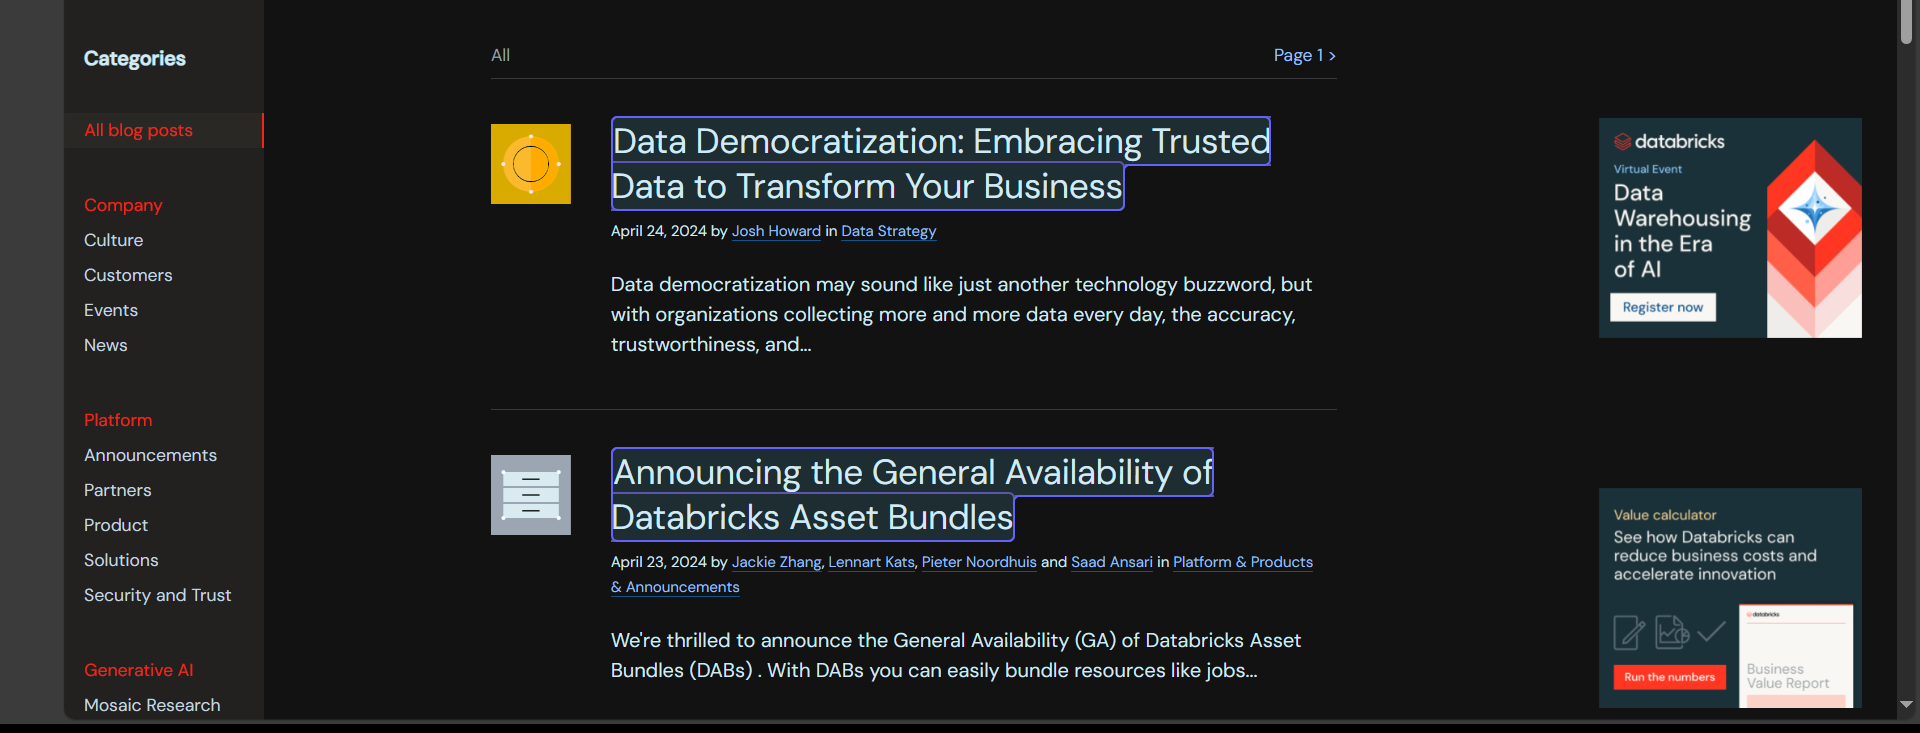 Categories
All blog posts
Company
Culture
Customers
Events
News
Platform
Announcements
Partners
Product
Solutions
Security and Trust
Generative AI
Mosaic Research
All
Page 1 >
Data Democratization: Embracing Trusted
Data to Transform Your Business
April 24, 2024 by Josh Howard in Data Strategy
Data democratization may sound like just another technology buzzword, but
with organizations collecting more and more data every day, the accuracy,
trustworthiness, and...
Announcing the General Availability of
Databricks Asset Bundles
April 23, 2024 by Jackie Zhang, Lennart Kats, Pieter Noordhuis and Saad Ansari in Platform & Products
& Announcements
We're thrilled to announce the General Availability (GA) of Databricks Asset
Bundles (DABs) . With DABs you can easily bundle resources like jobs...
databricks
Virtual Event
Data
Warehousing
in the Era
of AI
Register now
Value calculator
See how Databricks can
reduce business costs and
accelerate innovation
Run the numbers
databricks
Business
Value Report